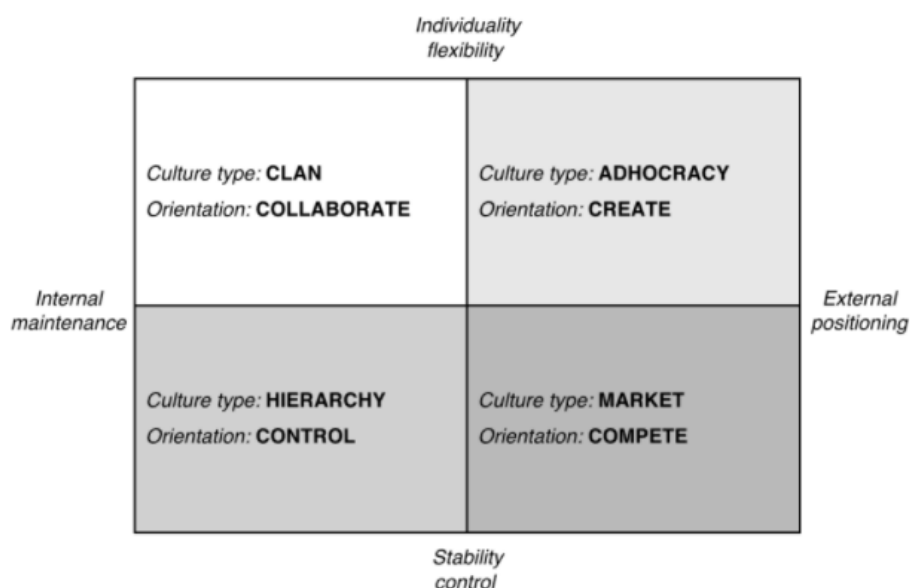 Individuality
flexibility
Culture type: CLAN
Orientation: COLLABORATE
Culture type: ADHOCRACY
Orientation: CREATE
Internal
maintenance
External
positioning
Culture type: HIERARCHY
Orientation: CONTROL
Culture type: MARKET
Orientation: COMPETE
Stability
control